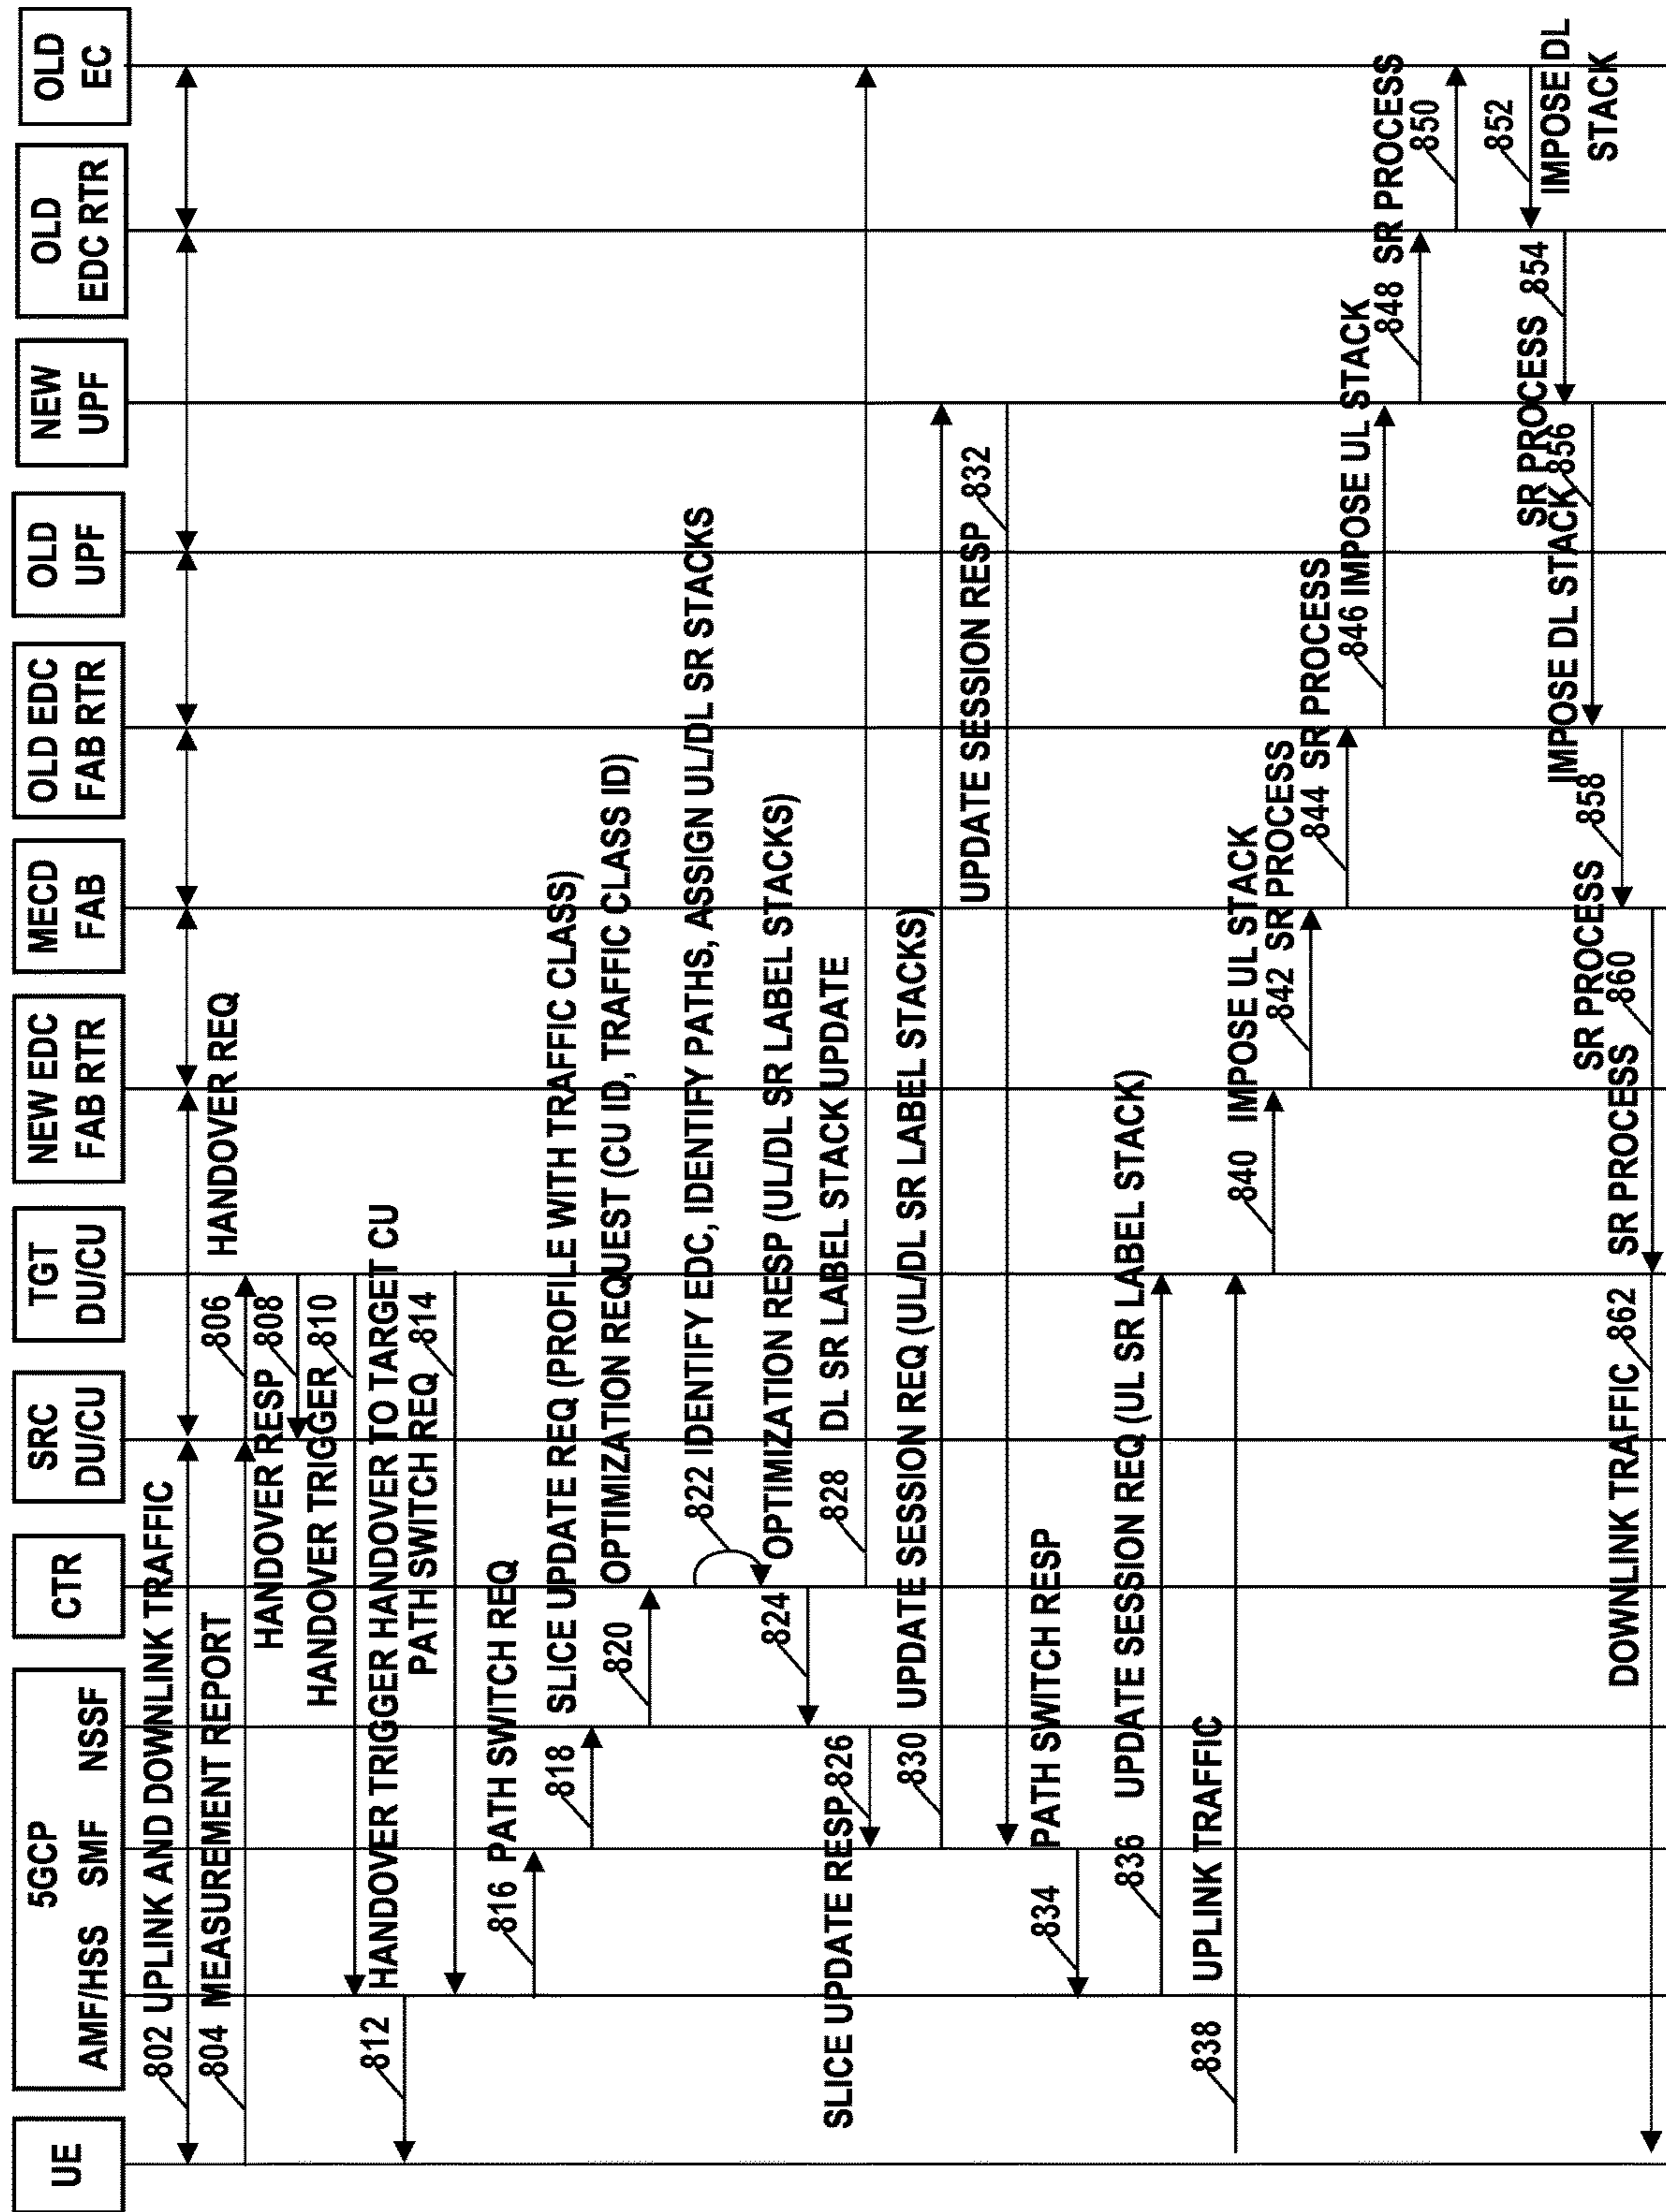 UE
5GCP
AMF/HSS SMF NSSF
CTR
SRC
DU/CU
TGT
DU/CU
NEW EDC
FAB RTR
MECD
FAB
OLD EDC
FAB RTR
OLD
UPF
NEW
UPF
OLD
EDC RTR
OLD
EC
802 UPLINK AND DOWNLINK TRAFFIC
804 MEASUREMENT REPORT
806
HANDOVER REQ
HANDOVER RESP 808
HANDOVER TRIGGER 810
812
HANDOVER TRIGGER HANDOVER TO TARGET CU
PATH SWITCH REQ 814
816 PATH SWITCH REQ
818
SLICE UPDATE REQ (PROFILE WITH TRAFFIC CLASS)
820
OPTIMIZATION REQUEST (CU ID, TRAFFIC CLASS ID)
822 IDENTIFY EDC, IDENTIFY PATHS, ASSIGN UL/DL SR STACKS
824
OPTIMIZATION RESP (UL/DL SR LABEL STACKS)
SLICE UPDATE RESP 826
828 DL SR LABEL STACK UPDATE
830 UPDATE SESSION REQ (UL/DL SR LABEL STACKS)
UPDATE SESSION RESP 832
834
PATH SWITCH RESP
836 UPDATE SESSION REQ (UL SR LABEL STACK)
838
UPLINK TRAFFIC
840 IMPOSE UL STACK
842 SR PROCESS
844 SR PROCESS
846 IMPOSE UL STACK
848 SR PROCESS
850
852
IMPOSE DL
STACK
SR PROCESS 854
IMPOSE DL STACK 856
858
SR PROCESS
860
SR PROCESS
DOWNLINK TRAFFIC 862